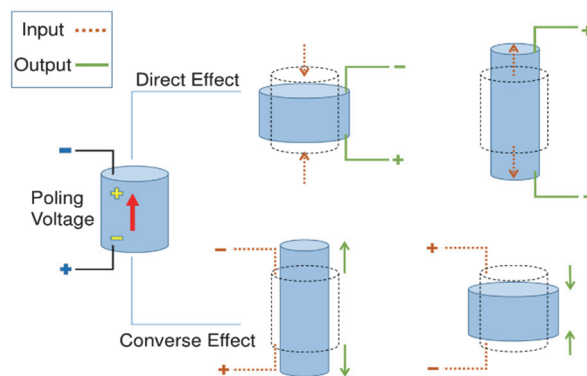 Input
Output
Direct Effect
− +
+ −
− Poling
+ Voltage
+
−
Converse Effect
− +
+ −